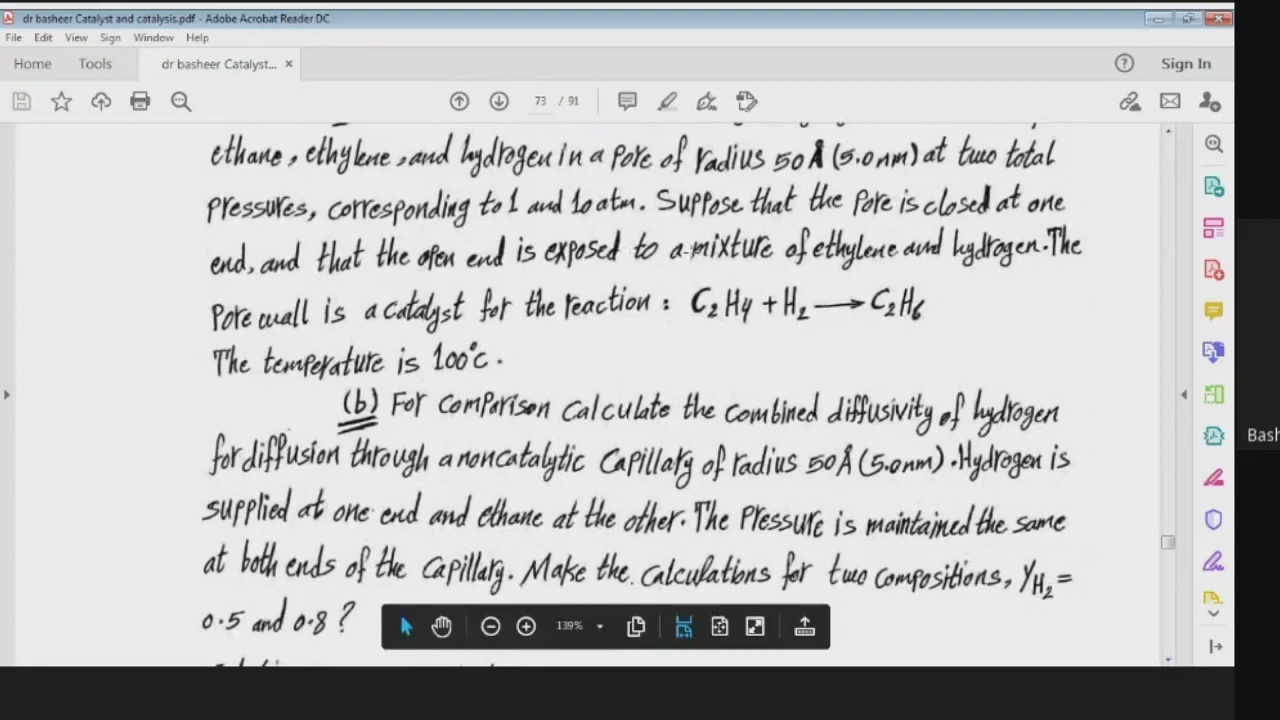 dr basheer Catalyst and catalysis.pdf - Adobe Acrobat Reader DC
File Edit View Sign Window Help
Home Tools dr basheer Catalyst... × Sign In
73 / 91
ethane, ethylene, and hydrogen in a pore of radius 50 Å (5.0 nm) at two total
pressures, corresponding to 1 and 10 atm. Suppose that the pore is closed at one
end, and that the open end is exposed to a mixture of ethylene and hydrogen. The
Pore wall is a catalyst for the reaction : C₂H₄ + H₂ ⟶ C₂H₆
The temperature is 100°c.
(b) For comparison calculate the combined diffusivity of hydrogen
for diffusion through a noncatalytic capillary of radius 50 Å (5.0 nm). Hydrogen is
supplied at one end and ethane at the other. The Pressure is maintained the same
at both ends of the capillary. Make the calculations for two compositions, y_H₂ =
0.5 and 0.8 ?
139%
Bash